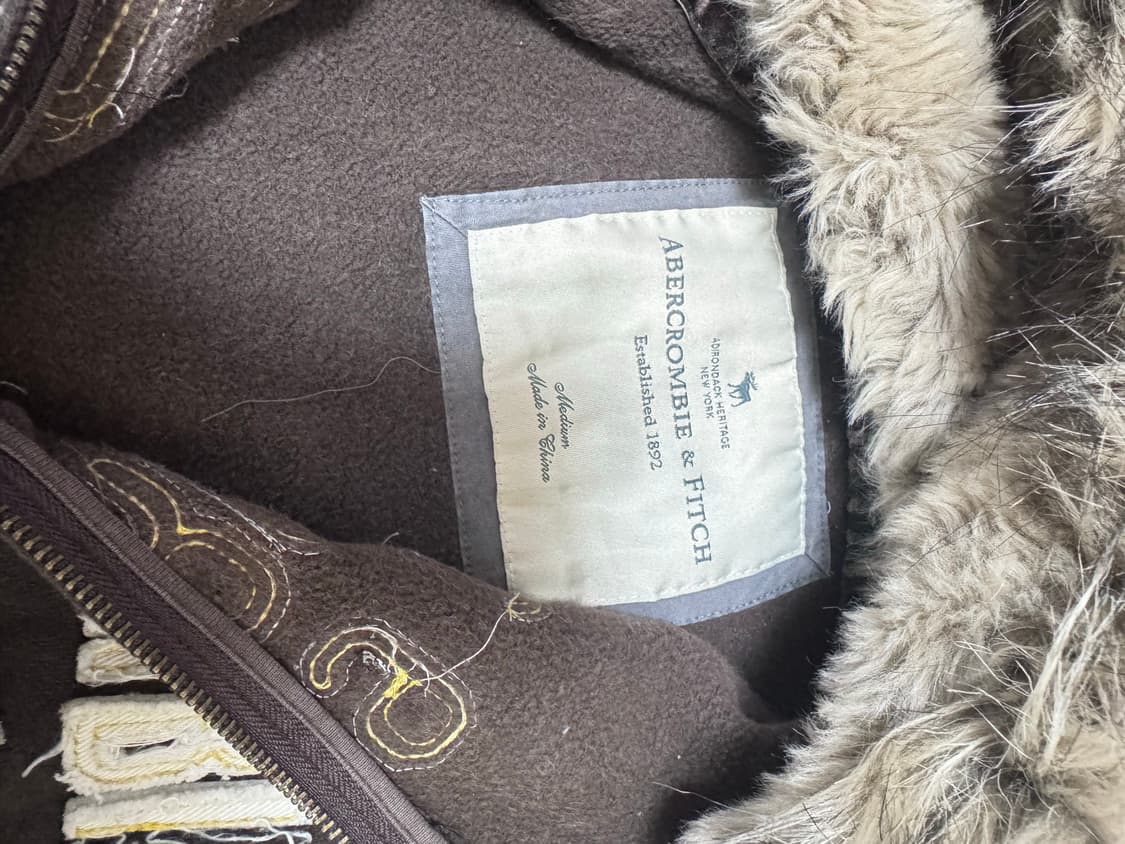 ADIRONDACK HERITAGE
NEW YORK
ABERCROMBIE & FITCH
Established 1892
Medium
Made in China